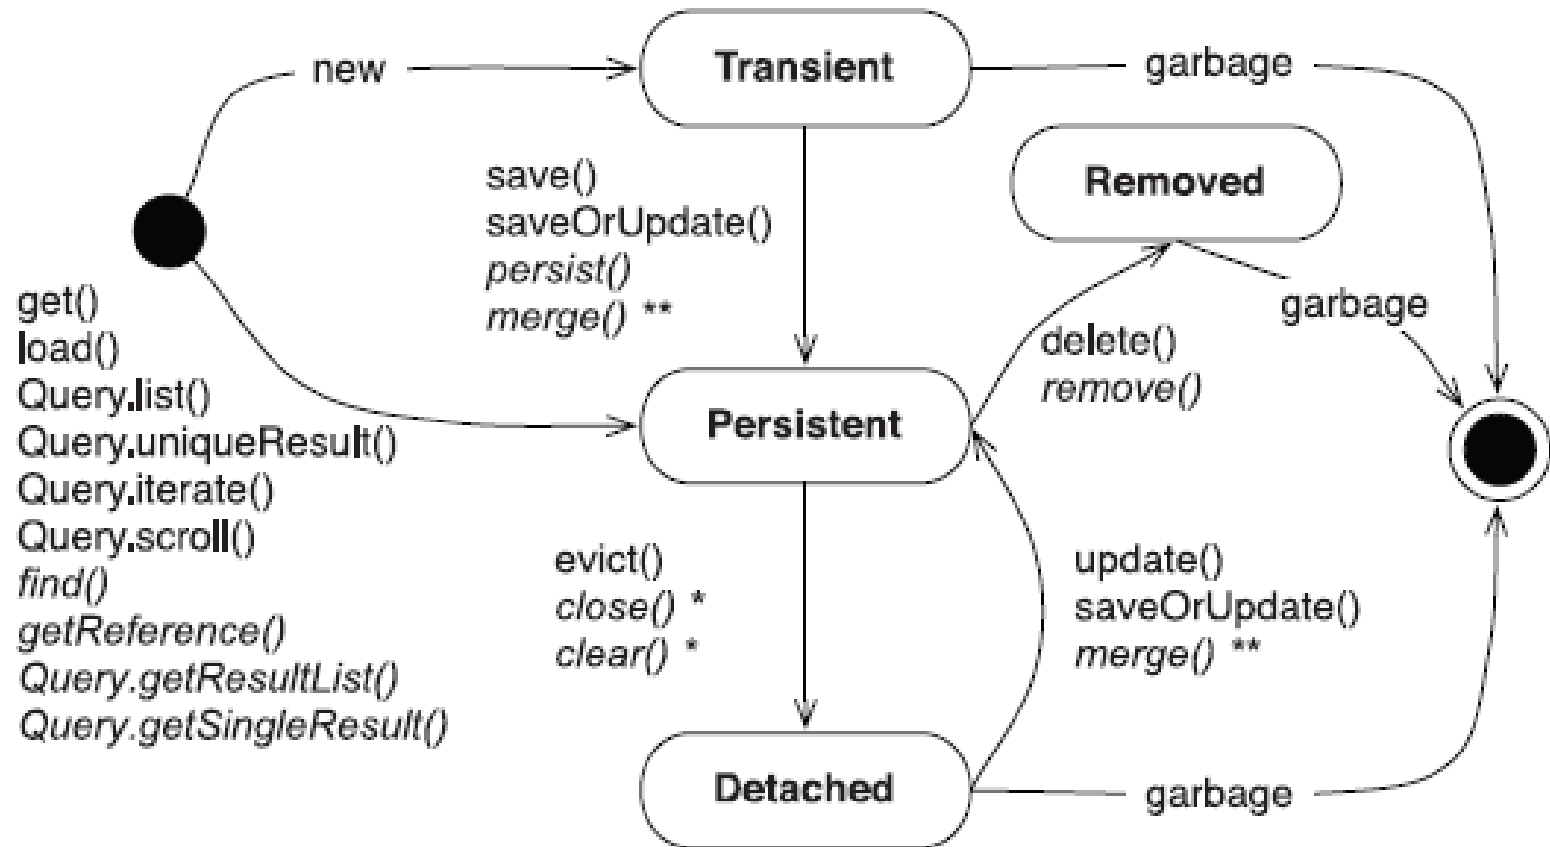 new
Transient
garbage
Removed
save()
saveOrUpdate()
persist()
merge() **
get()
load()
Query.list()
Query.uniqueResult()
Query.iterate()
Query.scroll()
find()
getReference()
Query.getResultList()
Query.getSingleResult()
garbage
delete()
remove()
Persistent
evict()
close() *
clear() *
update()
saveOrUpdate()
merge() **
Detached
garbage